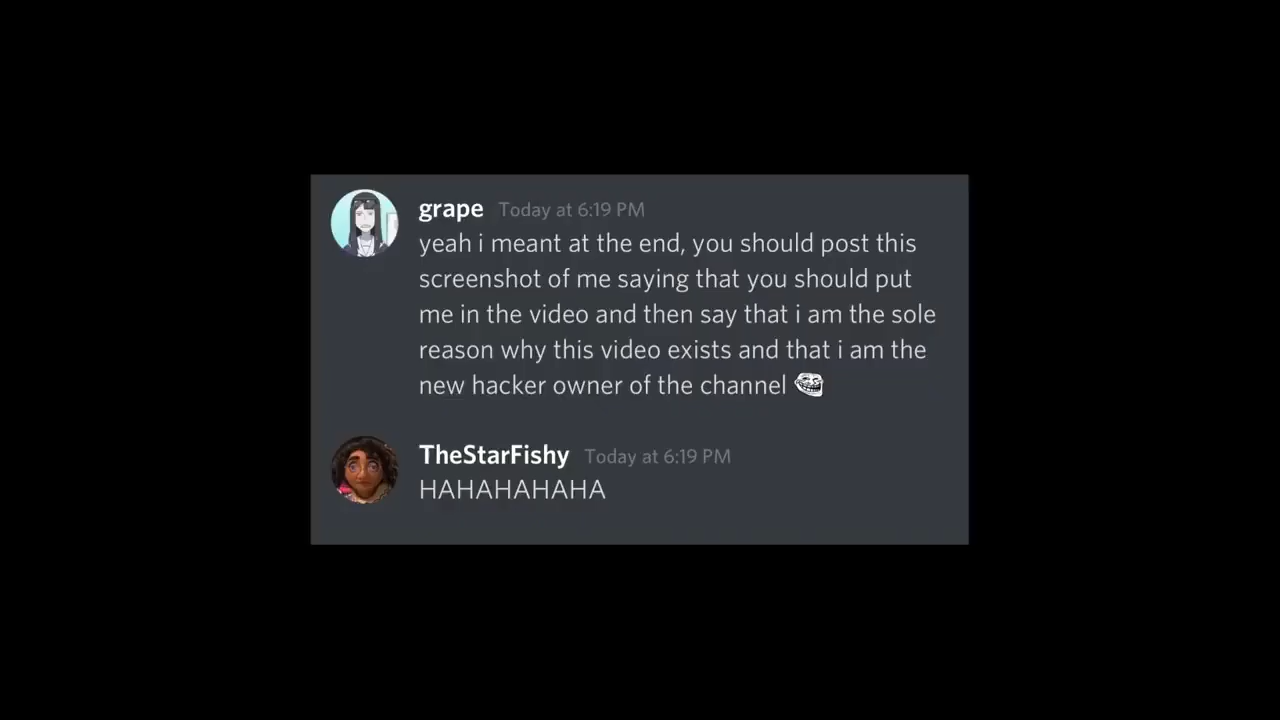 grape Today at 6:19 PM
yeah i meant at the end, you should post this
screenshot of me saying that you should put
me in the video and then say that i am the sole
reason why this video exists and that i am the
new hacker owner of the channel
TheStarFishy Today at 6:19 PM
HAHAHAHAHA